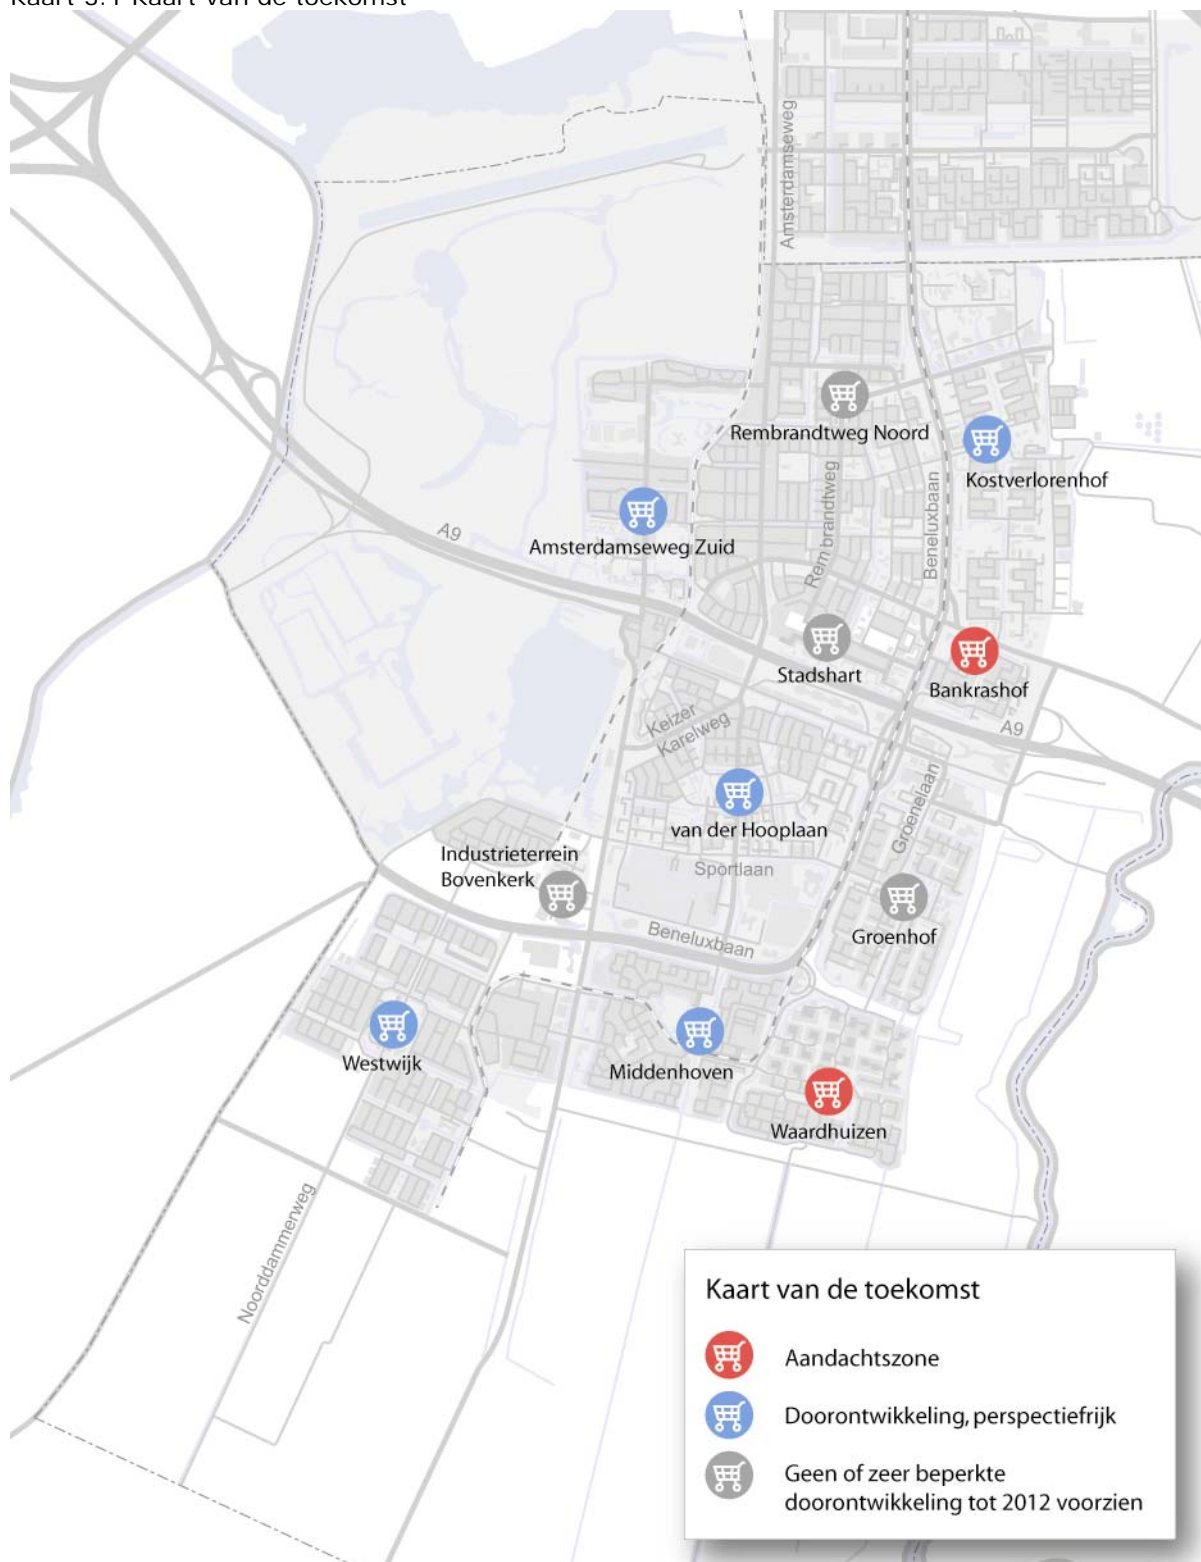 Kaart 3.1 Kaart van de toekomst
Amsterdamseweg
Rembrandtweg Noord
Kostverlorenhof
Rembrandtweg
Beneluxbaan
A9
Amsterdamseweg Zuid
Stadshart
Bankrashof
A9
Keizer
Karelweg
Groenelaan
van der Hooplaan
Sportlaan
Industrieterrein
Bovenkerk
Groenhof
Beneluxbaan
Westwijk
Middenhoven
Waardhuizen
Noorddammerweg
Kaart van de toekomst
Aandachtszone
Doorontwikkeling, perspectiefrijk
Geen of zeer beperkte
doorontwikkeling tot 2012 voorzien